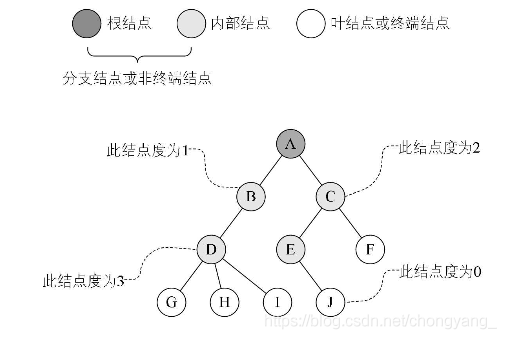 根结点 内部结点 叶结点或终端结点
分支结点或非终端结点
A
此结点度为1
此结点度为2
B
C
D
E
F
此结点度为3
此结点度为0
G
H
I
J
https://blog.csdn.net/chongyang_